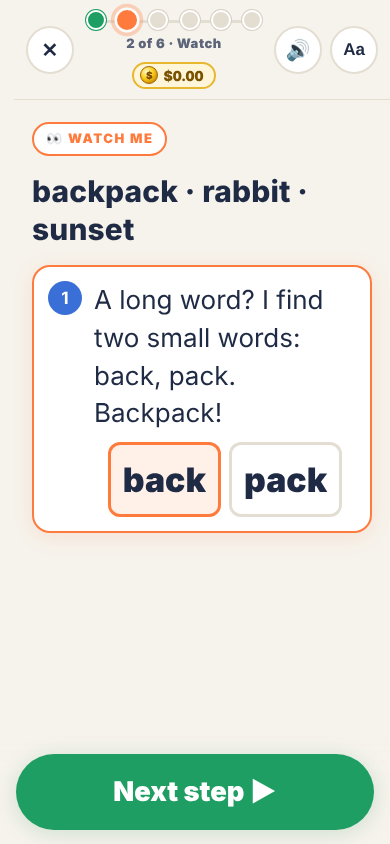 ✕
2 of 6 · Watch
$ $0.00
Aa
👀 WATCH ME
backpack · rabbit ·
sunset
1 A long word? I find
two small words:
back, pack.
Backpack!
back pack
Next step ▶